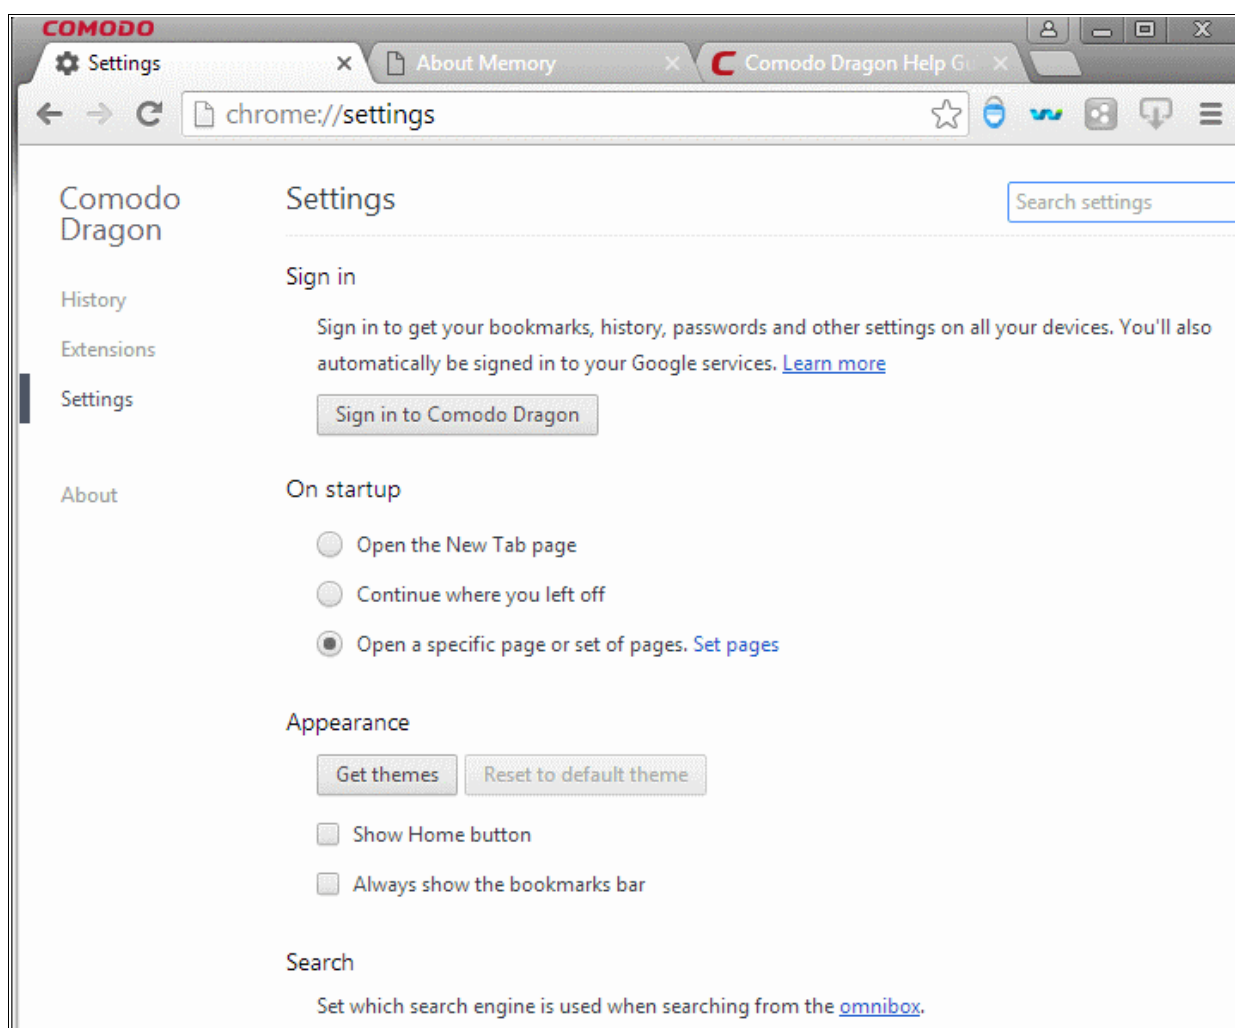 COMODO
Settings
About Memory
Comodo Dragon Help Gu
chrome://settings
Comodo
Dragon
History
Extensions
Settings
About
Settings
Search settings
Sign in
Sign in to get your bookmarks, history, passwords and other settings on all your devices. You'll also
automatically be signed in to your Google services. Learn more
Sign in to Comodo Dragon
On startup
Open the New Tab page
Continue where you left off
Open a specific page or set of pages. Set pages
Appearance
Get themes
Reset to default theme
Show Home button
Always show the bookmarks bar
Search
Set which search engine is used when searching from the omnibox.